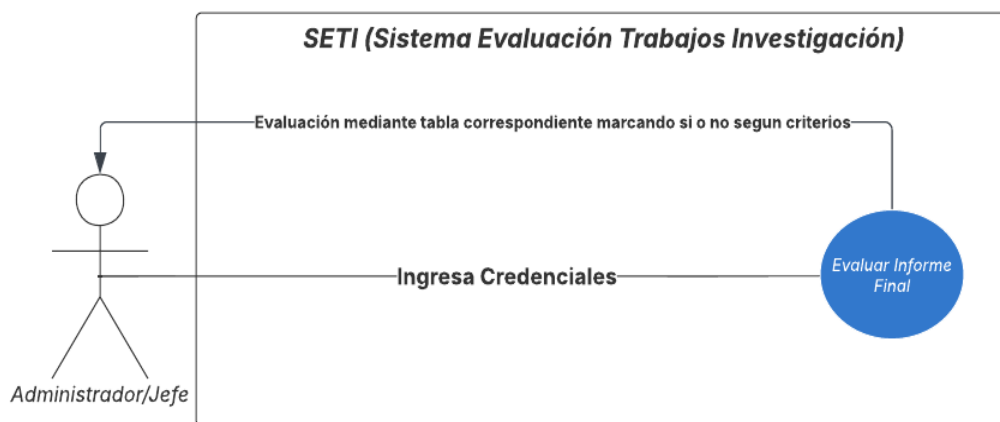 SETI (Sistema Evaluación Trabajos Investigación)
Evaluación mediante tabla correspondiente marcando si o no segun criterios
Ingresa Credenciales
Evaluar Informe
Final
Administrador/Jefe